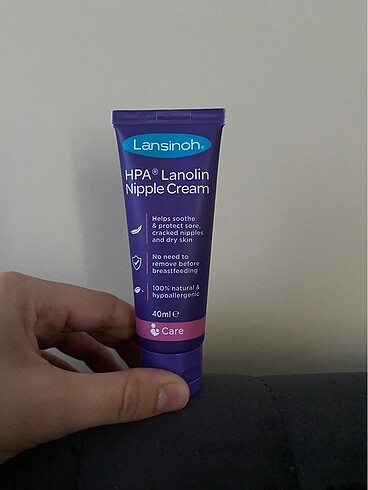 Lansinoh®
HPA® Lanolin
Nipple Cream
Helps soothe
& protect sore,
cracked nipples
and dry skin
No need to
remove before
breastfeeding
100% natural &
hypoallergenic
40ml ℮
Care